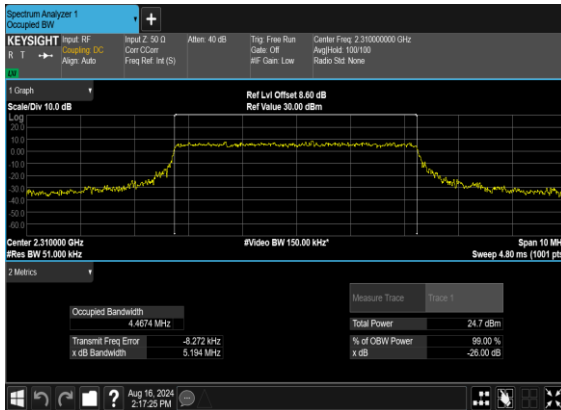 Spectrum Analyzer 1
Occupied BW
+
KEYSIGHT Input: RF Input Z: 50 Ω Atten: 40 dB Trig: Free Run Center Freq: 2.310000000 GHz
R T Coupling: DC Corr CCorr Gate: Off Avg|Hold: 100/100
Align: Auto Freq Ref: Int (S) #IF Gain: Low Radio Std: None
1 Graph
Ref Lvl Offset 8.60 dB
Scale/Div 10.0 dB Ref Value 30.00 dBm
Log
20.0
10.0
0.00
-10.0
-20.0
-30.0
-40.0
-50.0
-60.0
Center 2.310000 GHz #Video BW 150.00 kHz* Span 10 MH
#Res BW 51.000 kHz Sweep 4.80 ms (1001 pts
2 Metrics
Measure Trace Trace 1
Occupied Bandwidth
4.4674 MHz Total Power 24.7 dBm
Transmit Freq Error -8.272 kHz % of OBW Power 99.00 %
x dB Bandwidth 5.194 MHz x dB -26.00 dB
? Aug 16, 2024
2:17:25 PM